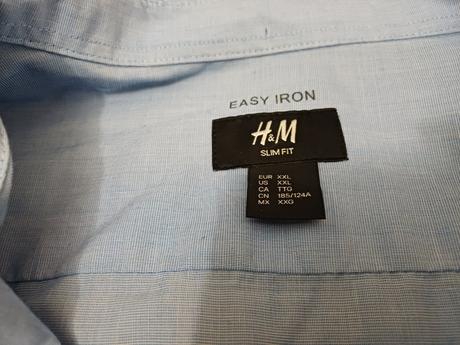 EASY IRON
H&M
SLIM FIT
EUR XXL
US XXL
CA TTG
CN 185/124A
MX XXG